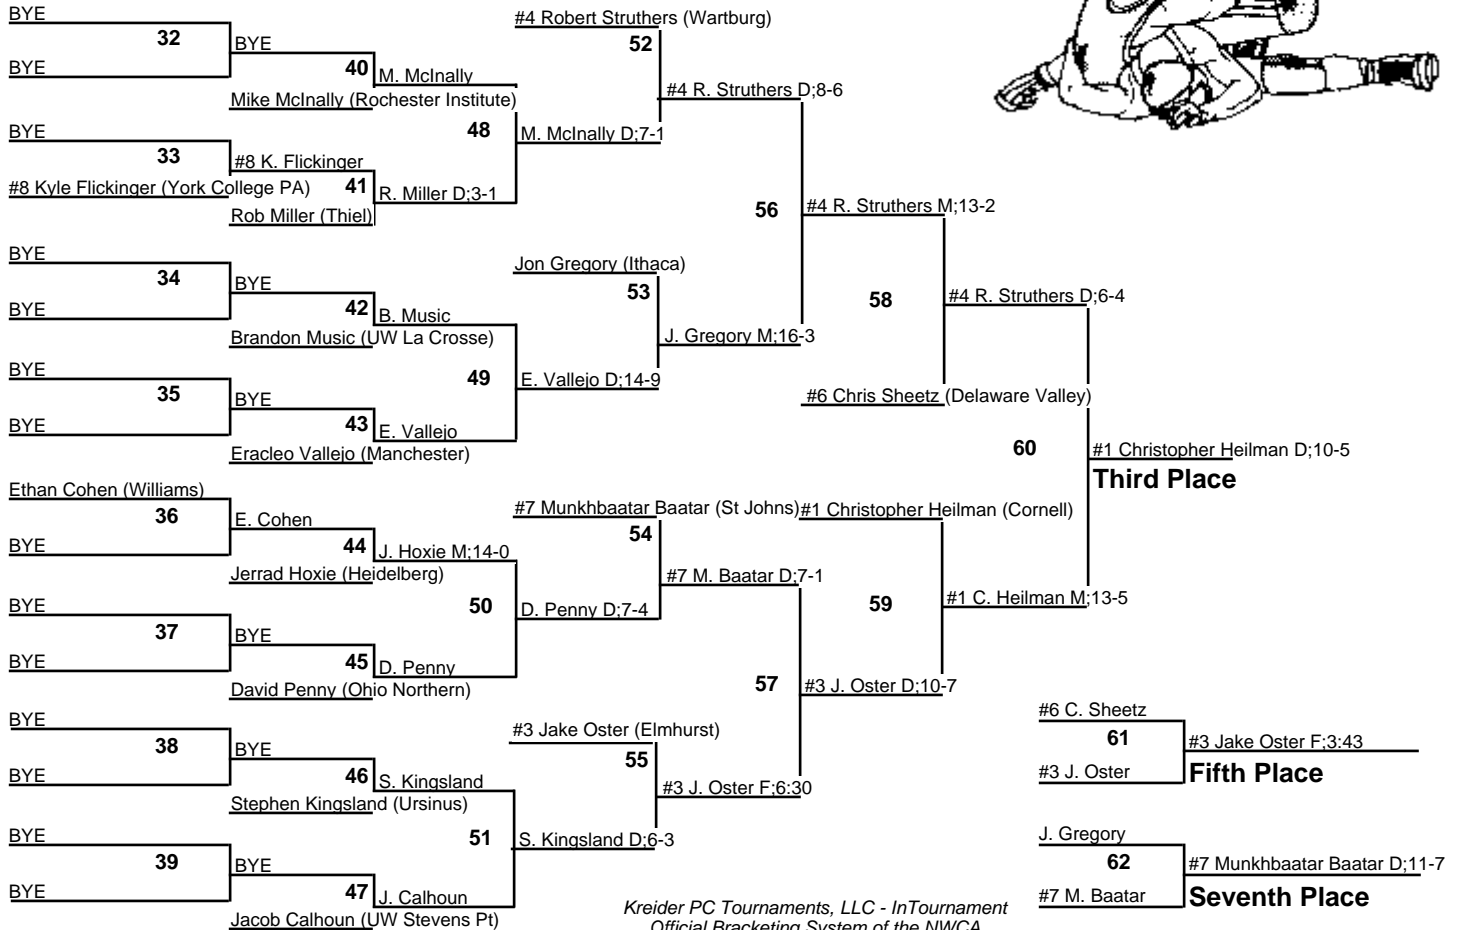 BYE
32
BYE
BYE
40
M. McInally
Mike McInally (Rochester Institute)
48
M. McInally D;7-1
BYE
33
#8 K. Flickinger
#8 Kyle Flickinger (York College PA)
41
R. Miller D;3-1
Rob Miller (Thiel)
#4 Robert Struthers (Wartburg)
52
#4 R. Struthers D;8-6
BYE
34
BYE
BYE
42
B. Music
Brandon Music (UW La Crosse)
49
E. Vallejo D;14-9
BYE
35
BYE
BYE
43
E. Vallejo
Eracleo Vallejo (Manchester)
Jon Gregory (Ithaca)
53
J. Gregory M;16-3
56
#4 R. Struthers M;13-2
58
#4 R. Struthers D;6-4
#6 Chris Sheetz (Delaware Valley)
60
#1 Christopher Heilman D;10-5
Third Place
Ethan Cohen (Williams)
36
E. Cohen
BYE
44
J. Hoxie M;14-0
Jerrad Hoxie (Heidelberg)
50
D. Penny D;7-4
BYE
37
BYE
BYE
45
D. Penny
David Penny (Ohio Northern)
#7 Munkhbaatar Baatar (St Johns)
54
#7 M. Baatar D;7-1
#1 Christopher Heilman (Cornell)
59
#1 C. Heilman M;13-5
57
#3 J. Oster D;10-7
BYE
38
BYE
BYE
46
S. Kingsland
Stephen Kingsland (Ursinus)
51
S. Kingsland D;6-3
BYE
39
BYE
BYE
47
J. Calhoun
Jacob Calhoun (UW Stevens Pt)
#3 Jake Oster (Elmhurst)
55
#3 J. Oster F;6:30
#6 C. Sheetz
61
#3 Jake Oster F;3:43
#3 J. Oster
Fifth Place
J. Gregory
62
#7 Munkhbaatar Baatar D;11-7
#7 M. Baatar
Seventh Place
Kreider PC Tournaments, LLC - InTournament
Official Bracketing System of the NWCA